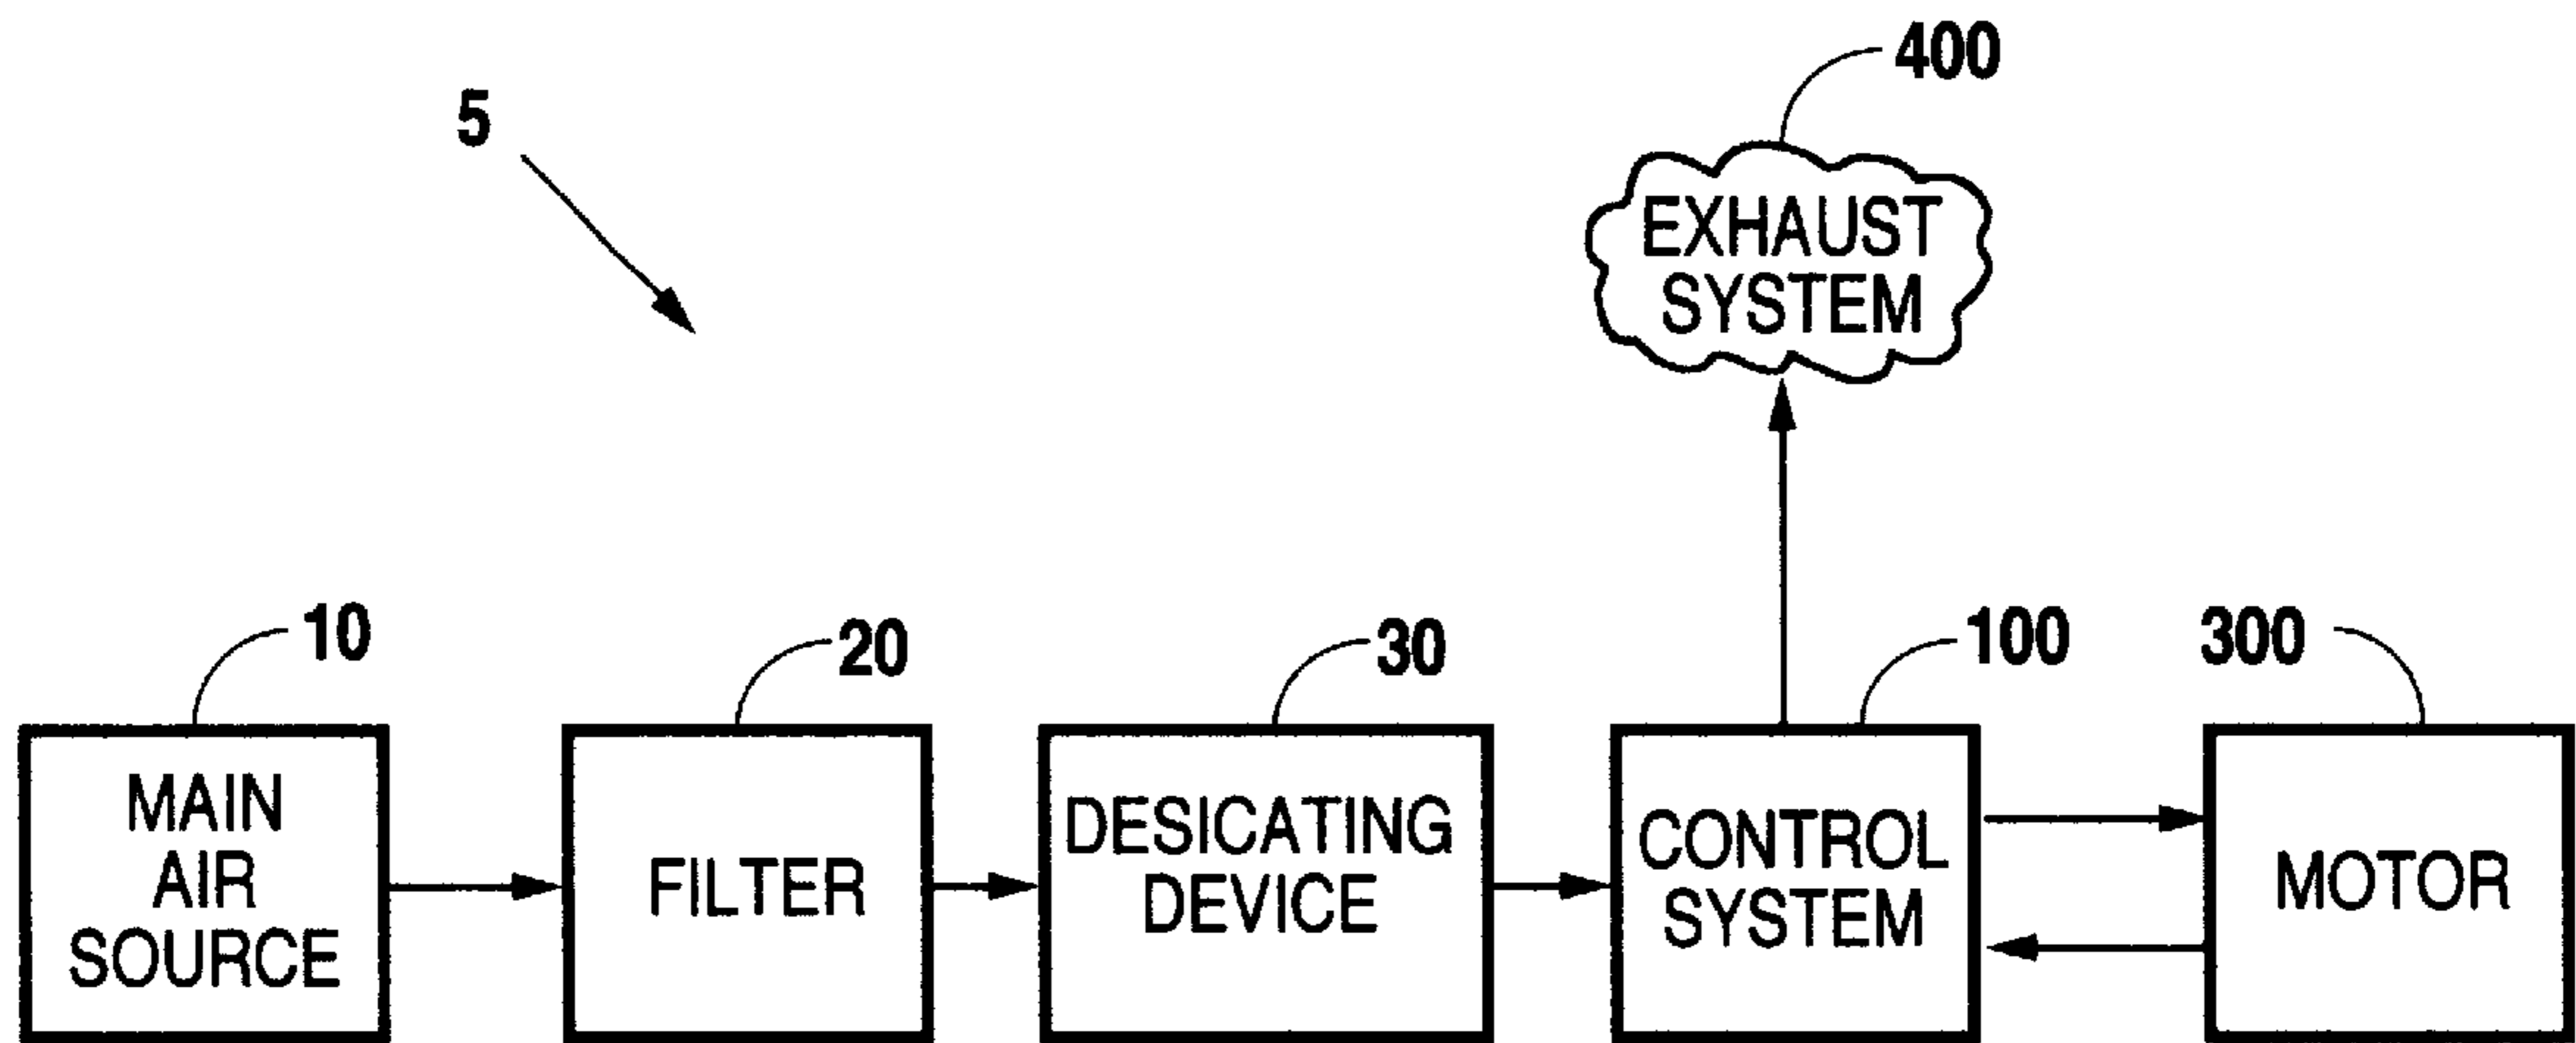 400
5
EXHAUST
SYSTEM
10
20
30
100
300
MAIN
AIR
SOURCE
FILTER
DESICATING
DEVICE
CONTROL
SYSTEM
MOTOR